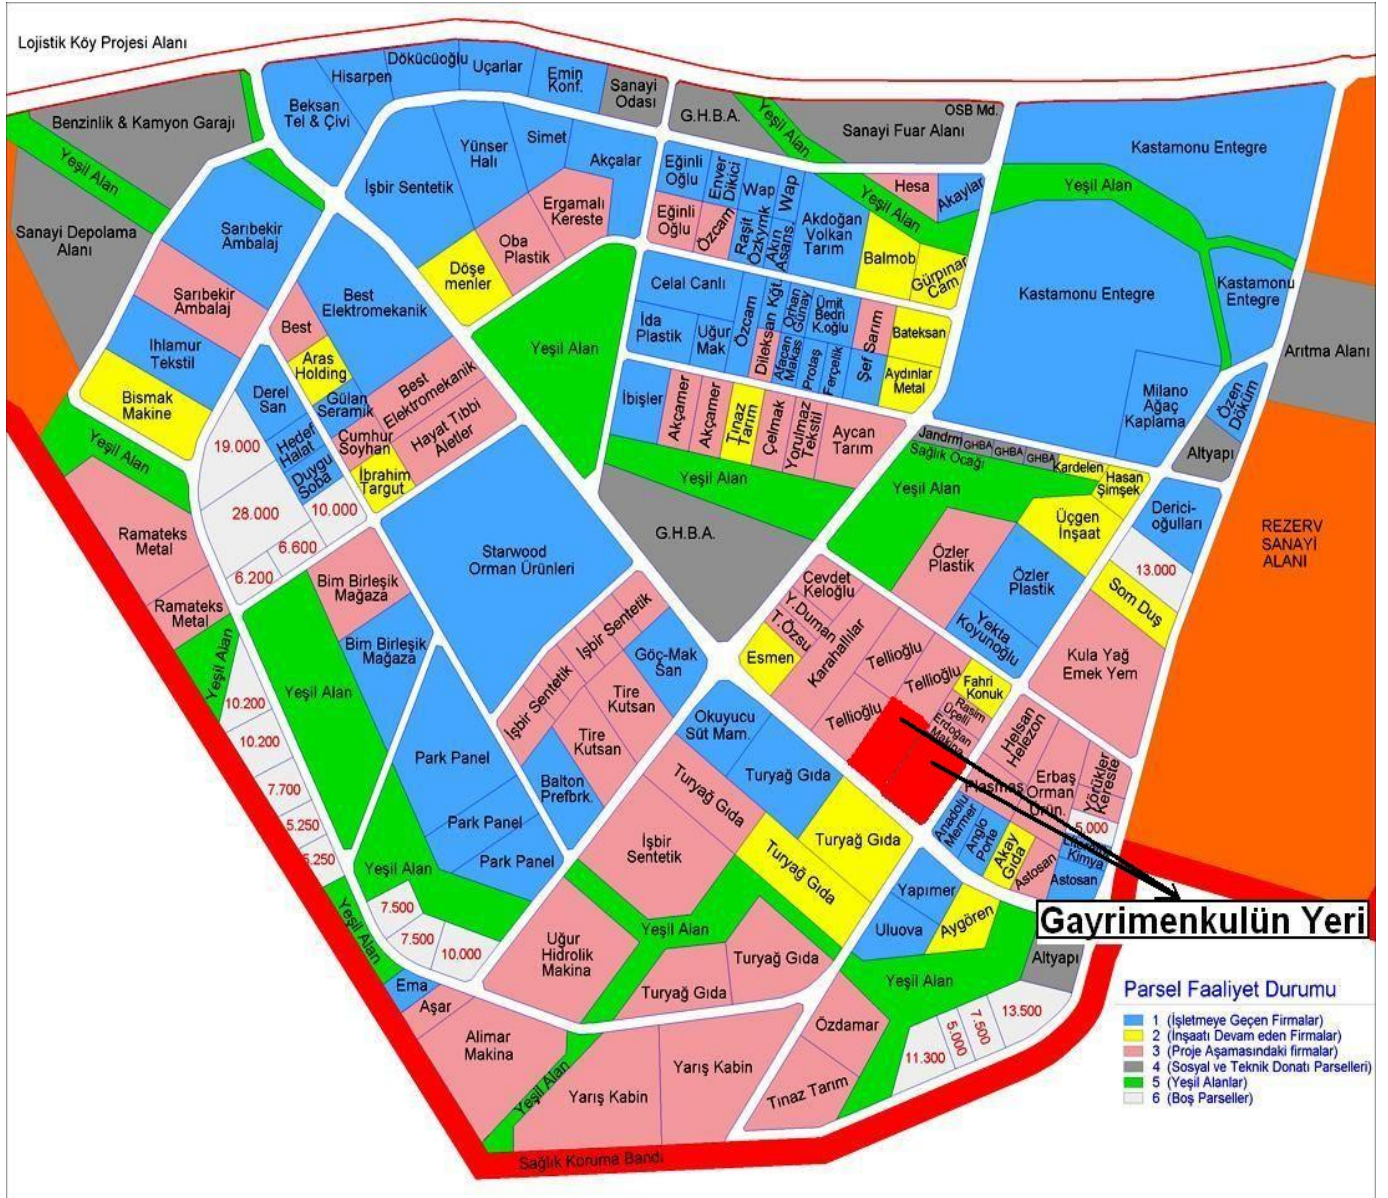 Lojistik Köy Projesi Alanı
Dökücüoğlu
Hisarpen
Uçarlar
Emin
Konf.
Sanayi
Odası
Beksan
Tel & Çivi
Benzinlik & Kamyon Garajı
Yeşil Alan
G.H.B.A.
Yeşil Alan
OSB Md.
Sanayi Fuar Alanı
Kastamonu Entegre
Yünser
Halı
Simet
Akçalar
İşbir Sentetik
Ergamalı
Kereste
Oba
Plastik
Döşe
menler
Eğinli
Oğlu
Enver
Dikici
Wap
Wap
Hesa
Akaylar
Yeşil Alan
Yeşil Alan
Eğinli
Oğlu
Özcam
Raşit
Özkynk
Akın
Asans.
Akdoğan
Volkan
Tarım
Balmob
Gürpınar
Cam
Sanayi Depolama
Alanı
Sarıbekir
Ambalaj
Sarıbekir
Ambalaj
Ihlamur
Tekstil
Bismak
Makine
Best
Elektromekanik
Best
Aras
Holding
Gülan
Seramik
Best
Elektromekanik
Cumhur
Soyhan
Hayat Tıbbi
Aletler
İbrahim
Targut
Derel
San
Hedef
Halat
Duygu
Soba
19.000
28.000
10.000
6.600
6.200
Yeşil Alan
Yeşil Alan
Celal Canlı
İda
Plastik
Uğur
Mak
Özcam
Dileksan Kğt.
Orhan
Günay
Afaçan
Makas
Ümit
Bedri
K.oğlu
Protaş
Ferçelik
Şef Sarım
Bateksan
Aydınlar
Metal
Kastamonu Entegre
Kastamonu
Entegre
Arıtma Alanı
Milano
Ağaç
Kaplama
Özen
Döküm
Altyapı
İbişler
Akçamer
Akçamer
Tınaz
Tarım
Çelmak
Yorulmaz
Tekstil
Aycan
Tarım
Yeşil Alan
G.H.B.A.
Jandrm
GHBA
GHBA
GHBA
Sağlık Ocağı
Kardelen
Hasan
Şimşek
Yeşil Alan
Üçgen
İnşaat
Derici-
oğulları
13.000
REZERV
SANAYİ
ALANI
Ramateks
Metal
Ramateks
Metal
Yeşil Alan
Bim Birleşik
Mağaza
Bim Birleşik
Mağaza
Starwood
Orman Ürünleri
Özler
Plastik
Özler
Plastik
Som Duş
Yekta
Koyunoğlu
Cevdet
Keloğlu
Y.Duman
T.Özsu
Karahallılar
Esmen
Tellioğlu
Tellioğlu
Tellioğlu
Fahri
Konuk
Rasim
Üçelli
Erdoğan
Makina
Kula Yağ
Emek Yem
Helsan
Helezon
Erbaş
Orman
Ürün.
Yörükler
Kereste
Plasmas
5.000
Yeşil Alan
10.200
10.200
7.700
5.250
5.250
İşbir Sentetik
İşbir Sentetik
Göç-Mak
San
Tire
Kutsan
Tire
Kutsan
Park Panel
Park Panel
Park Panel
Balton
Prefbrk.
Okuyucu
Süt Mam.
Turyağ Gıda
Turyağ Gıda
Turyağ Gıda
Turyağ Gıda
İşbir
Sentetik
Anadolu
Mermer
Anglo
Porte
Akay
Gıda
Astosan
Kimya
Astosan
Yapımer
Uluova
Aygören
Gayrimenkulün Yeri
Yeşil Alan
Yeşil Alan
7.500
7.500
10.000
Uğur
Hidrolik
Makina
Yeşil Alan
Turyağ Gıda
Turyağ Gıda
Yeşil Alan
Altyapı
Ema
Aşar
Alimar
Makina
Yeşil Alan
Yarış Kabin
Yarış Kabin
Özdamar
Tınaz Tarım
11.300
5.000
7.500
13.500
Sağlık Koruma Bandı
Parsel Faaliyet Durumu
1 (İşletmeye Geçen Firmalar)
2 (İnşaatı Devam eden Firmalar)
3 (Proje Aşamasındaki firmalar)
4 (Sosyal ve Teknik Donatı Parselleri)
5 (Yeşil Alanlar)
6 (Boş Parseller)